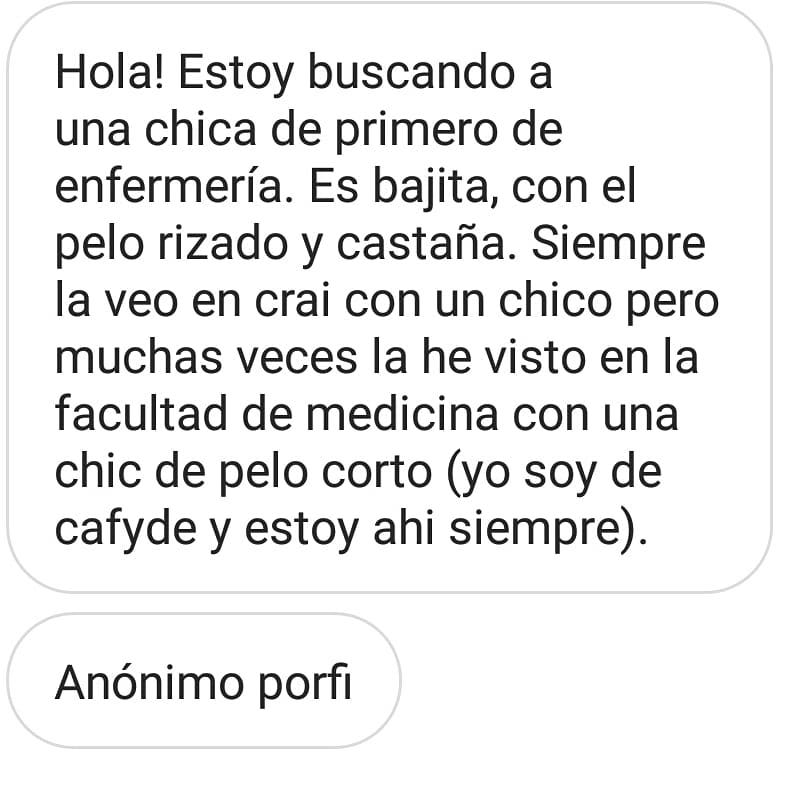 Hola! Estoy buscando a
una chica de primero de
enfermería. Es bajita, con el
pelo rizado y castaña. Siempre
la veo en crai con un chico pero
muchas veces la he visto en la
facultad de medicina con una
chic de pelo corto (yo soy de
cafyde y estoy ahi siempre).
Anónimo porfi